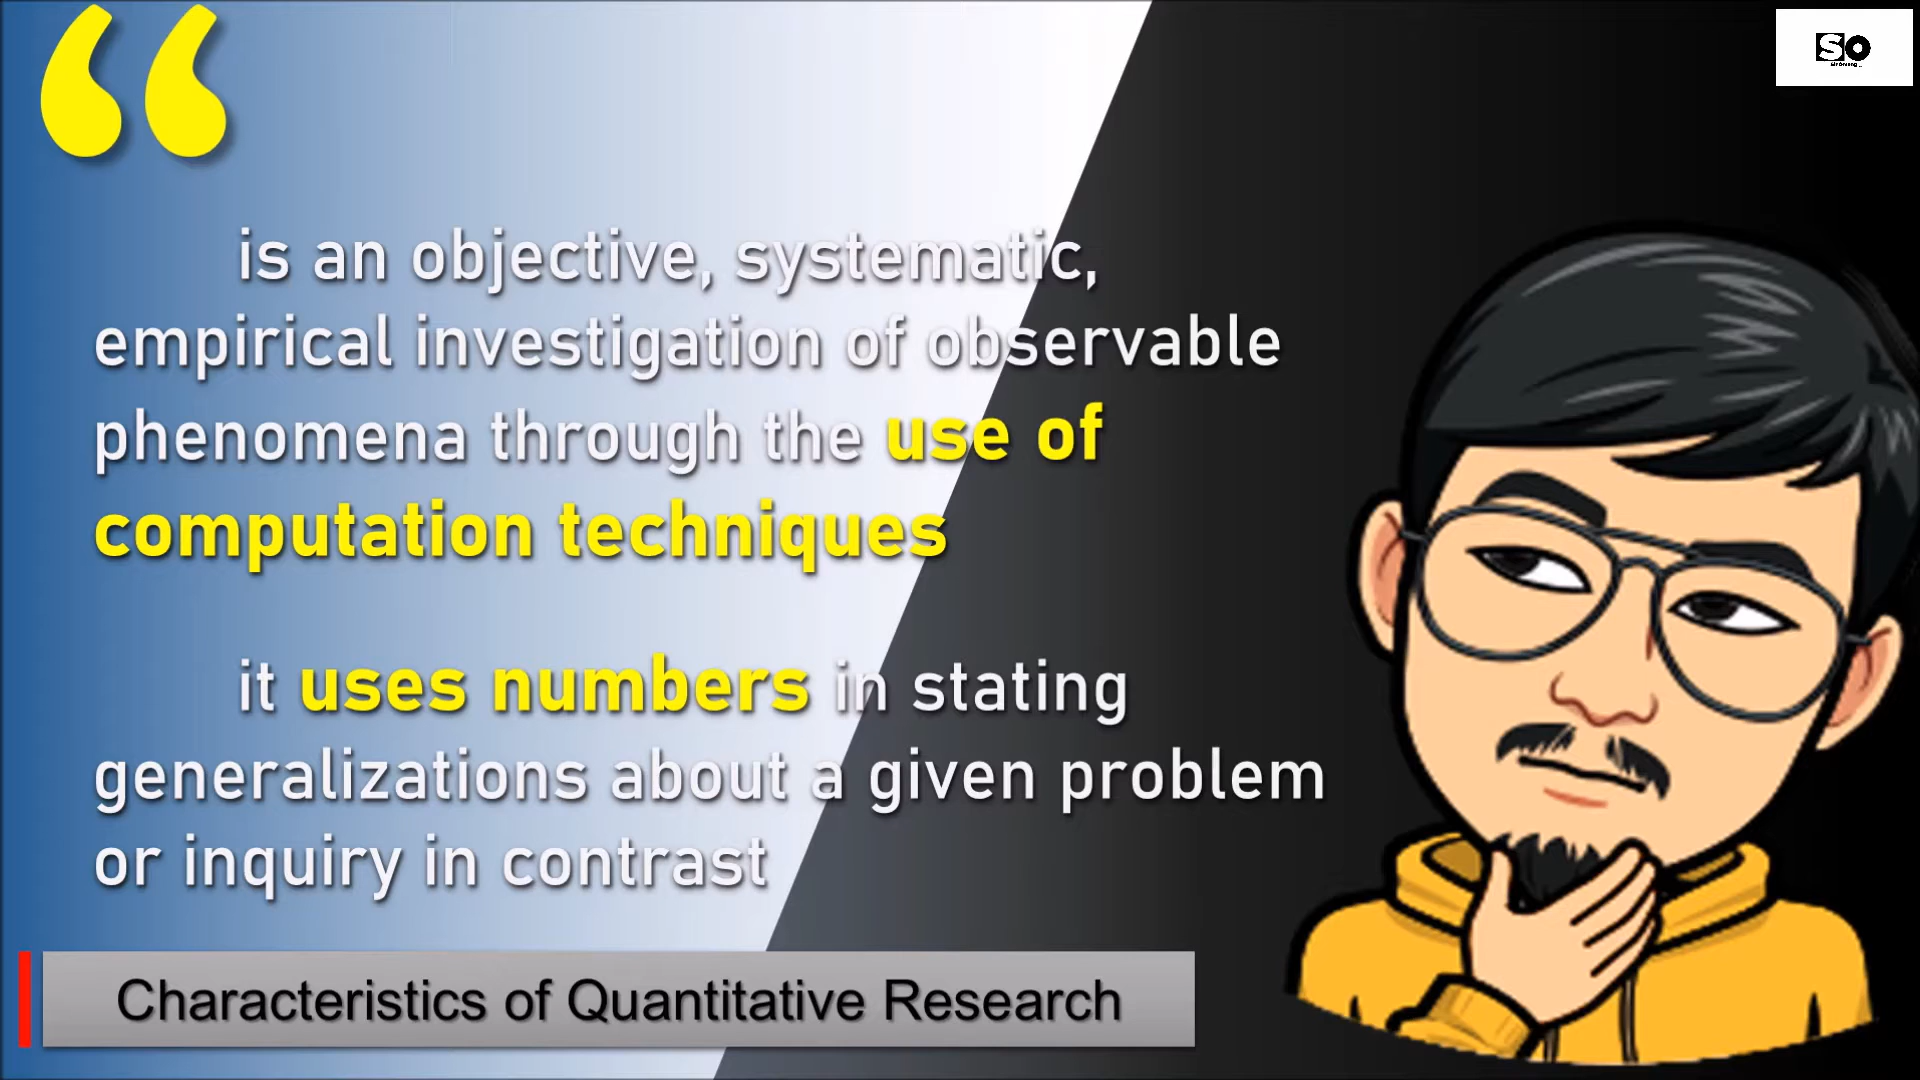 “
SO
is an objective, systematic,
empirical investigation of observable
phenomena through the use of
computation techniques
it uses numbers in stating
generalizations about a given problem
or inquiry in contrast
Characteristics of Quantitative Research